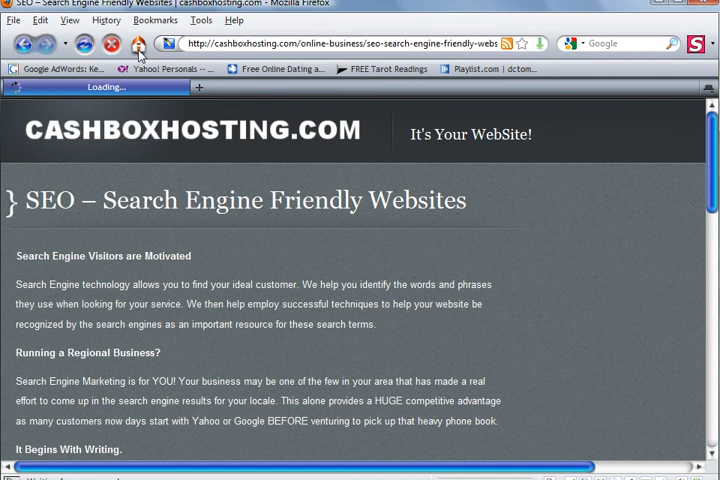 SEO – Search Engine Friendly Websites | cashboxhosting.com - Mozilla Firefox
File Edit View History Bookmarks Tools Help
http://cashboxhosting.com/online-business/seo-search-engine-friendly-webs Google S
Google AdWords: Ke... Yahoo! Personals -- ... Free Online Dating a... FREE Tarot Readings Playlist.com | dctom...
Loading...
CASHBOXHOSTING.COM It's Your WebSite!
} SEO – Search Engine Friendly Websites
Search Engine Visitors are Motivated
Search Engine technology allows you to find your ideal customer. We help you identify the words and phrases
they use when looking for your service. We then help employ successful techniques to help your website be
recognized by the search engines as an important resource for these search terms.
Running a Regional Business?
Search Engine Marketing is for YOU! Your business may be one of the few in your area that has made a real
effort to come up in the search engine results for your locale. This alone provides a HUGE competitive advantage
as many customers now days start with Yahoo or Google BEFORE venturing to pick up that heavy phone book.
It Begins With Writing.